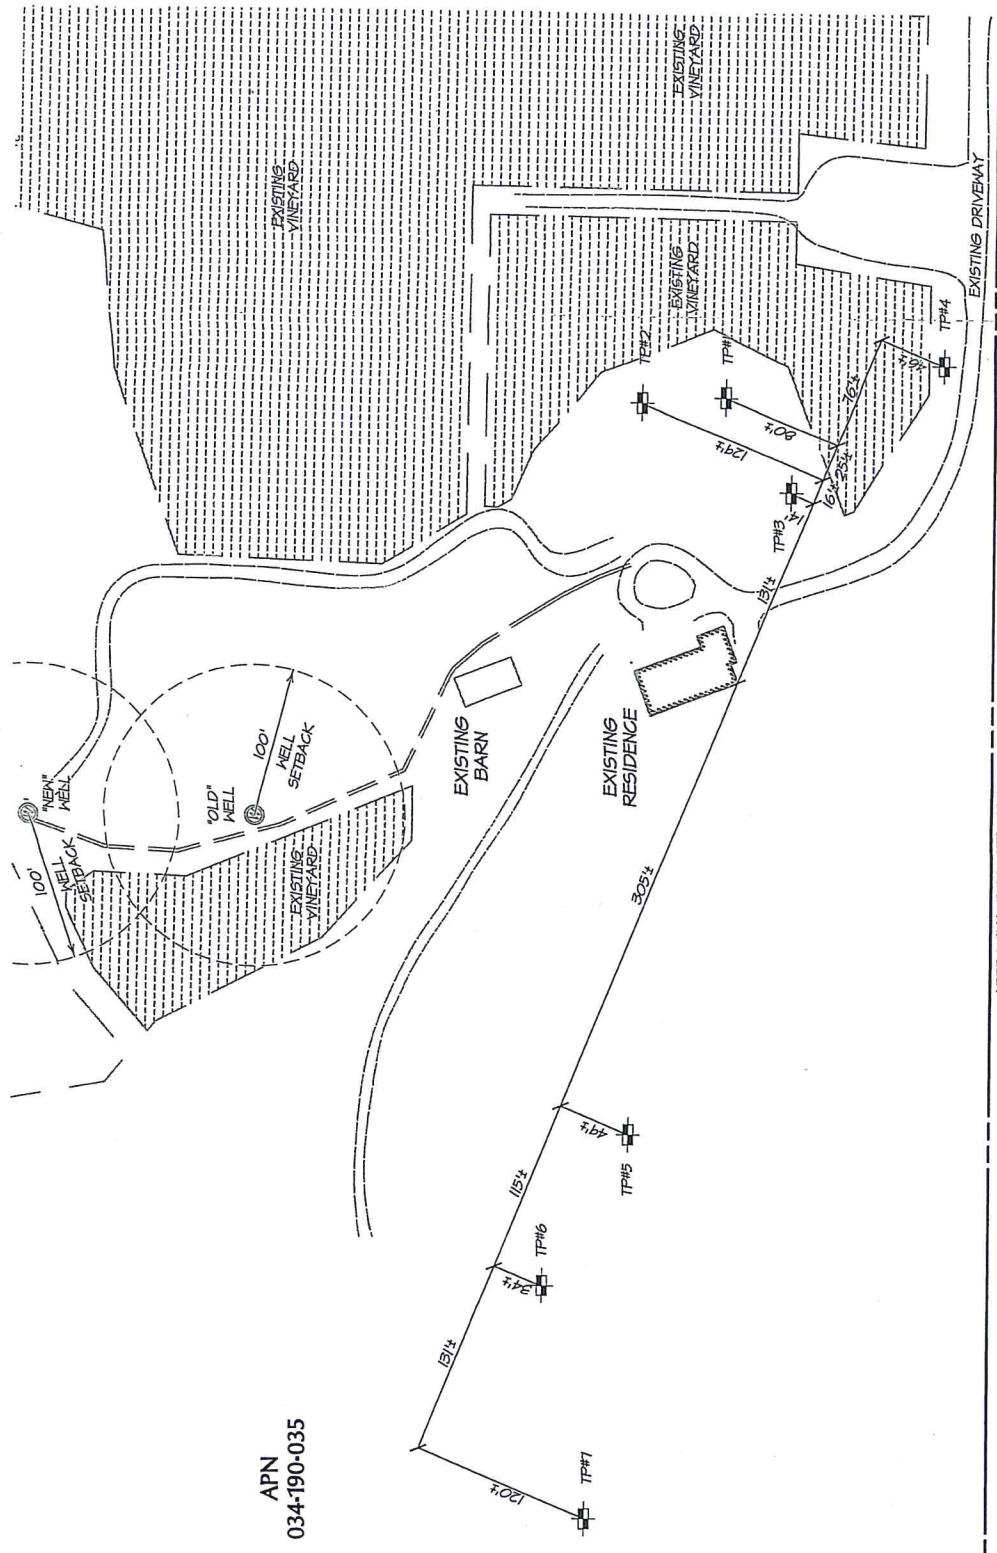 EXISTING
VINEYARD
EXISTING
VINEYARD
EXISTING
VINEYARD
EXISTING DRIVEWAY
TP#2
TP#1
TP#4
129'±
80'±
76'±
46'±
25'±
16'±
14'
TP#3
131'±
"NEW"
WELL
100'
WELL
SETBACK
"OLD"
WELL
100'
WELL
SETBACK
EXISTING
VINEYARD
EXISTING
BARN
EXISTING
RESIDENCE
305'±
49'±
TP#5
115'±
34'±
TP#6
131'±
120'±
TP#7
APN
034-190-035